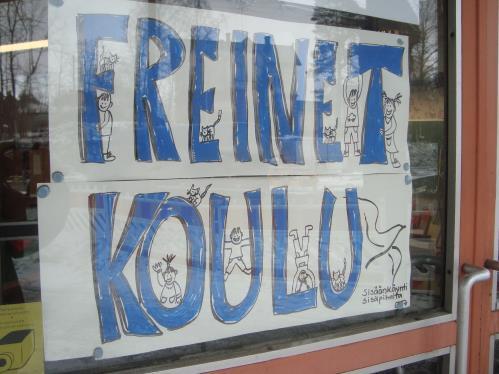 FREINET
KOULU
Sisäänkäynti
sisäpihalta